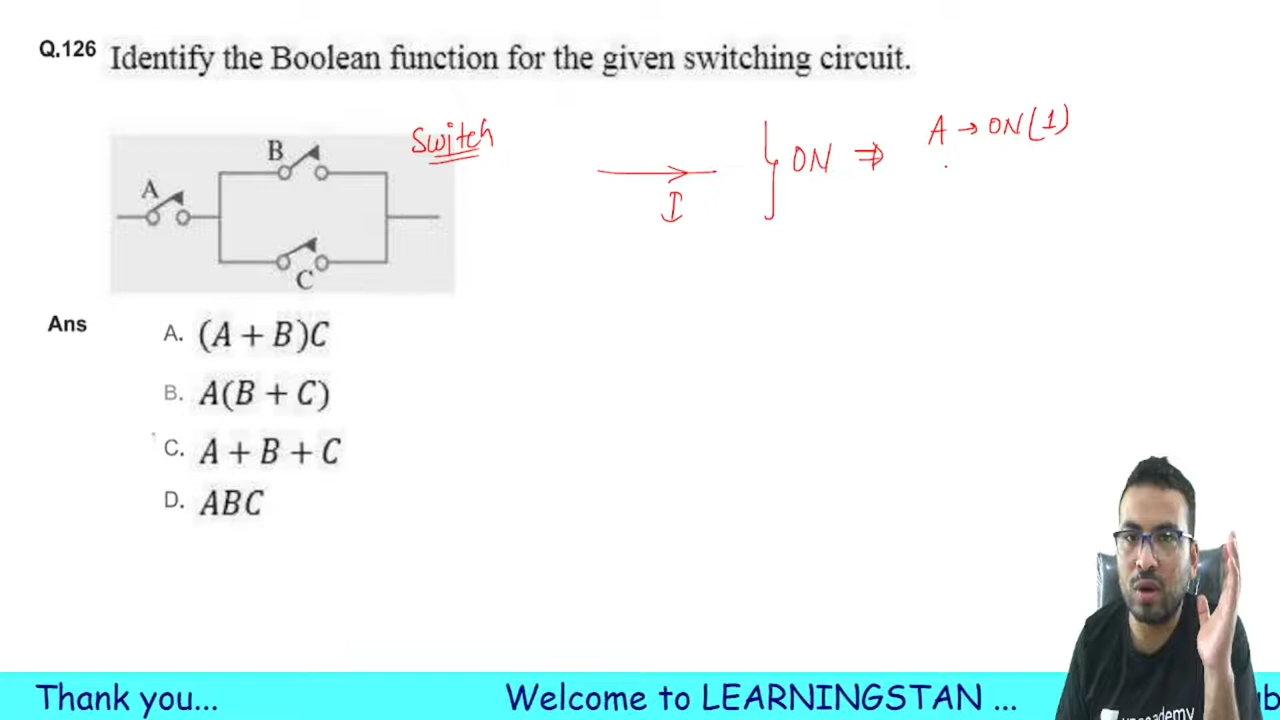 Q.126 Identify the Boolean function for the given switching circuit.
A
B
C
Switch
I
ON ⇒
A → ON(1)
Ans
A. (A + B)C
B. A(B + C)
C. A + B + C
D. ABC
Thank you... Welcome to LEARNINGSTAN ...